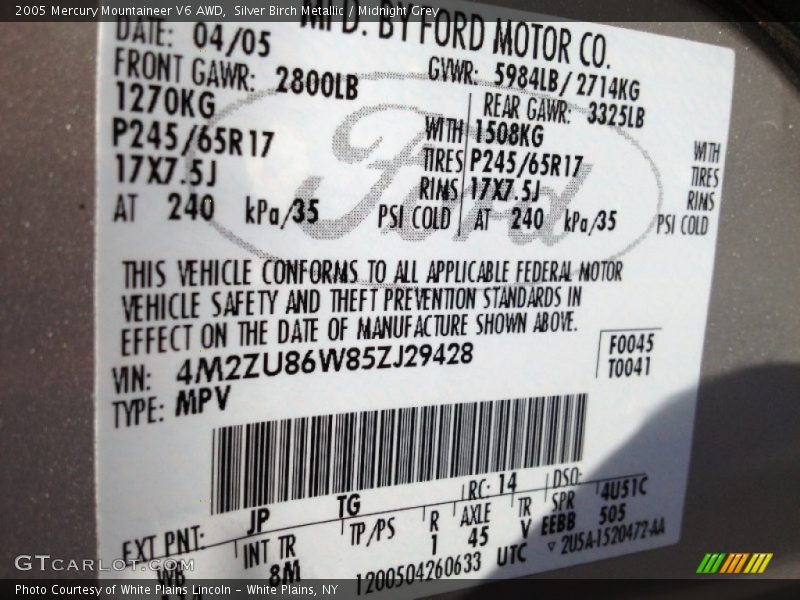 2005 Mercury Mountaineer V6 AWD, Silver Birch Metallic / Midnight Grey
MFD. BY FORD MOTOR CO.
DATE: 04/05 GVWR: 5984LB/2714KG
FRONT GAWR: 2800LB REAR GAWR: 3325LB
1270KG WITH 1508KG WITH
P245/65R17 TIRES P245/65R17 TIRES
17X7.5J RIMS 17X7.5J RIMS
AT 240 kPa/35 PSI COLD AT 240 kPa/35 PSI COLD
Ford
THIS VEHICLE CONFORMS TO ALL APPLICABLE FEDERAL MOTOR
VEHICLE SAFETY AND THEFT PREVENTION STANDARDS IN
EFFECT ON THE DATE OF MANUFACTURE SHOWN ABOVE.
VIN: 4M2ZU86W85ZJ29428 F0045
TYPE: MPV T0041
EXT PNT: JP TG RC: 14 DSO:
INT TR TP/PS R AXLE TR SPR 4U51C
WB 8M 1 45 V EEBB 505
1200504260633 UTC ▽ 2U5A-1520472-AA
GTCARLOT.COM
Photo Courtesy of White Plains Lincoln - White Plains, NY